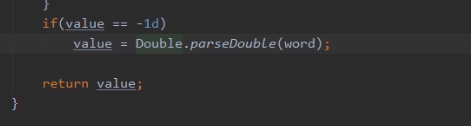 }
if(value == -1d)
value = Double.parseDouble(word);
return value;
}